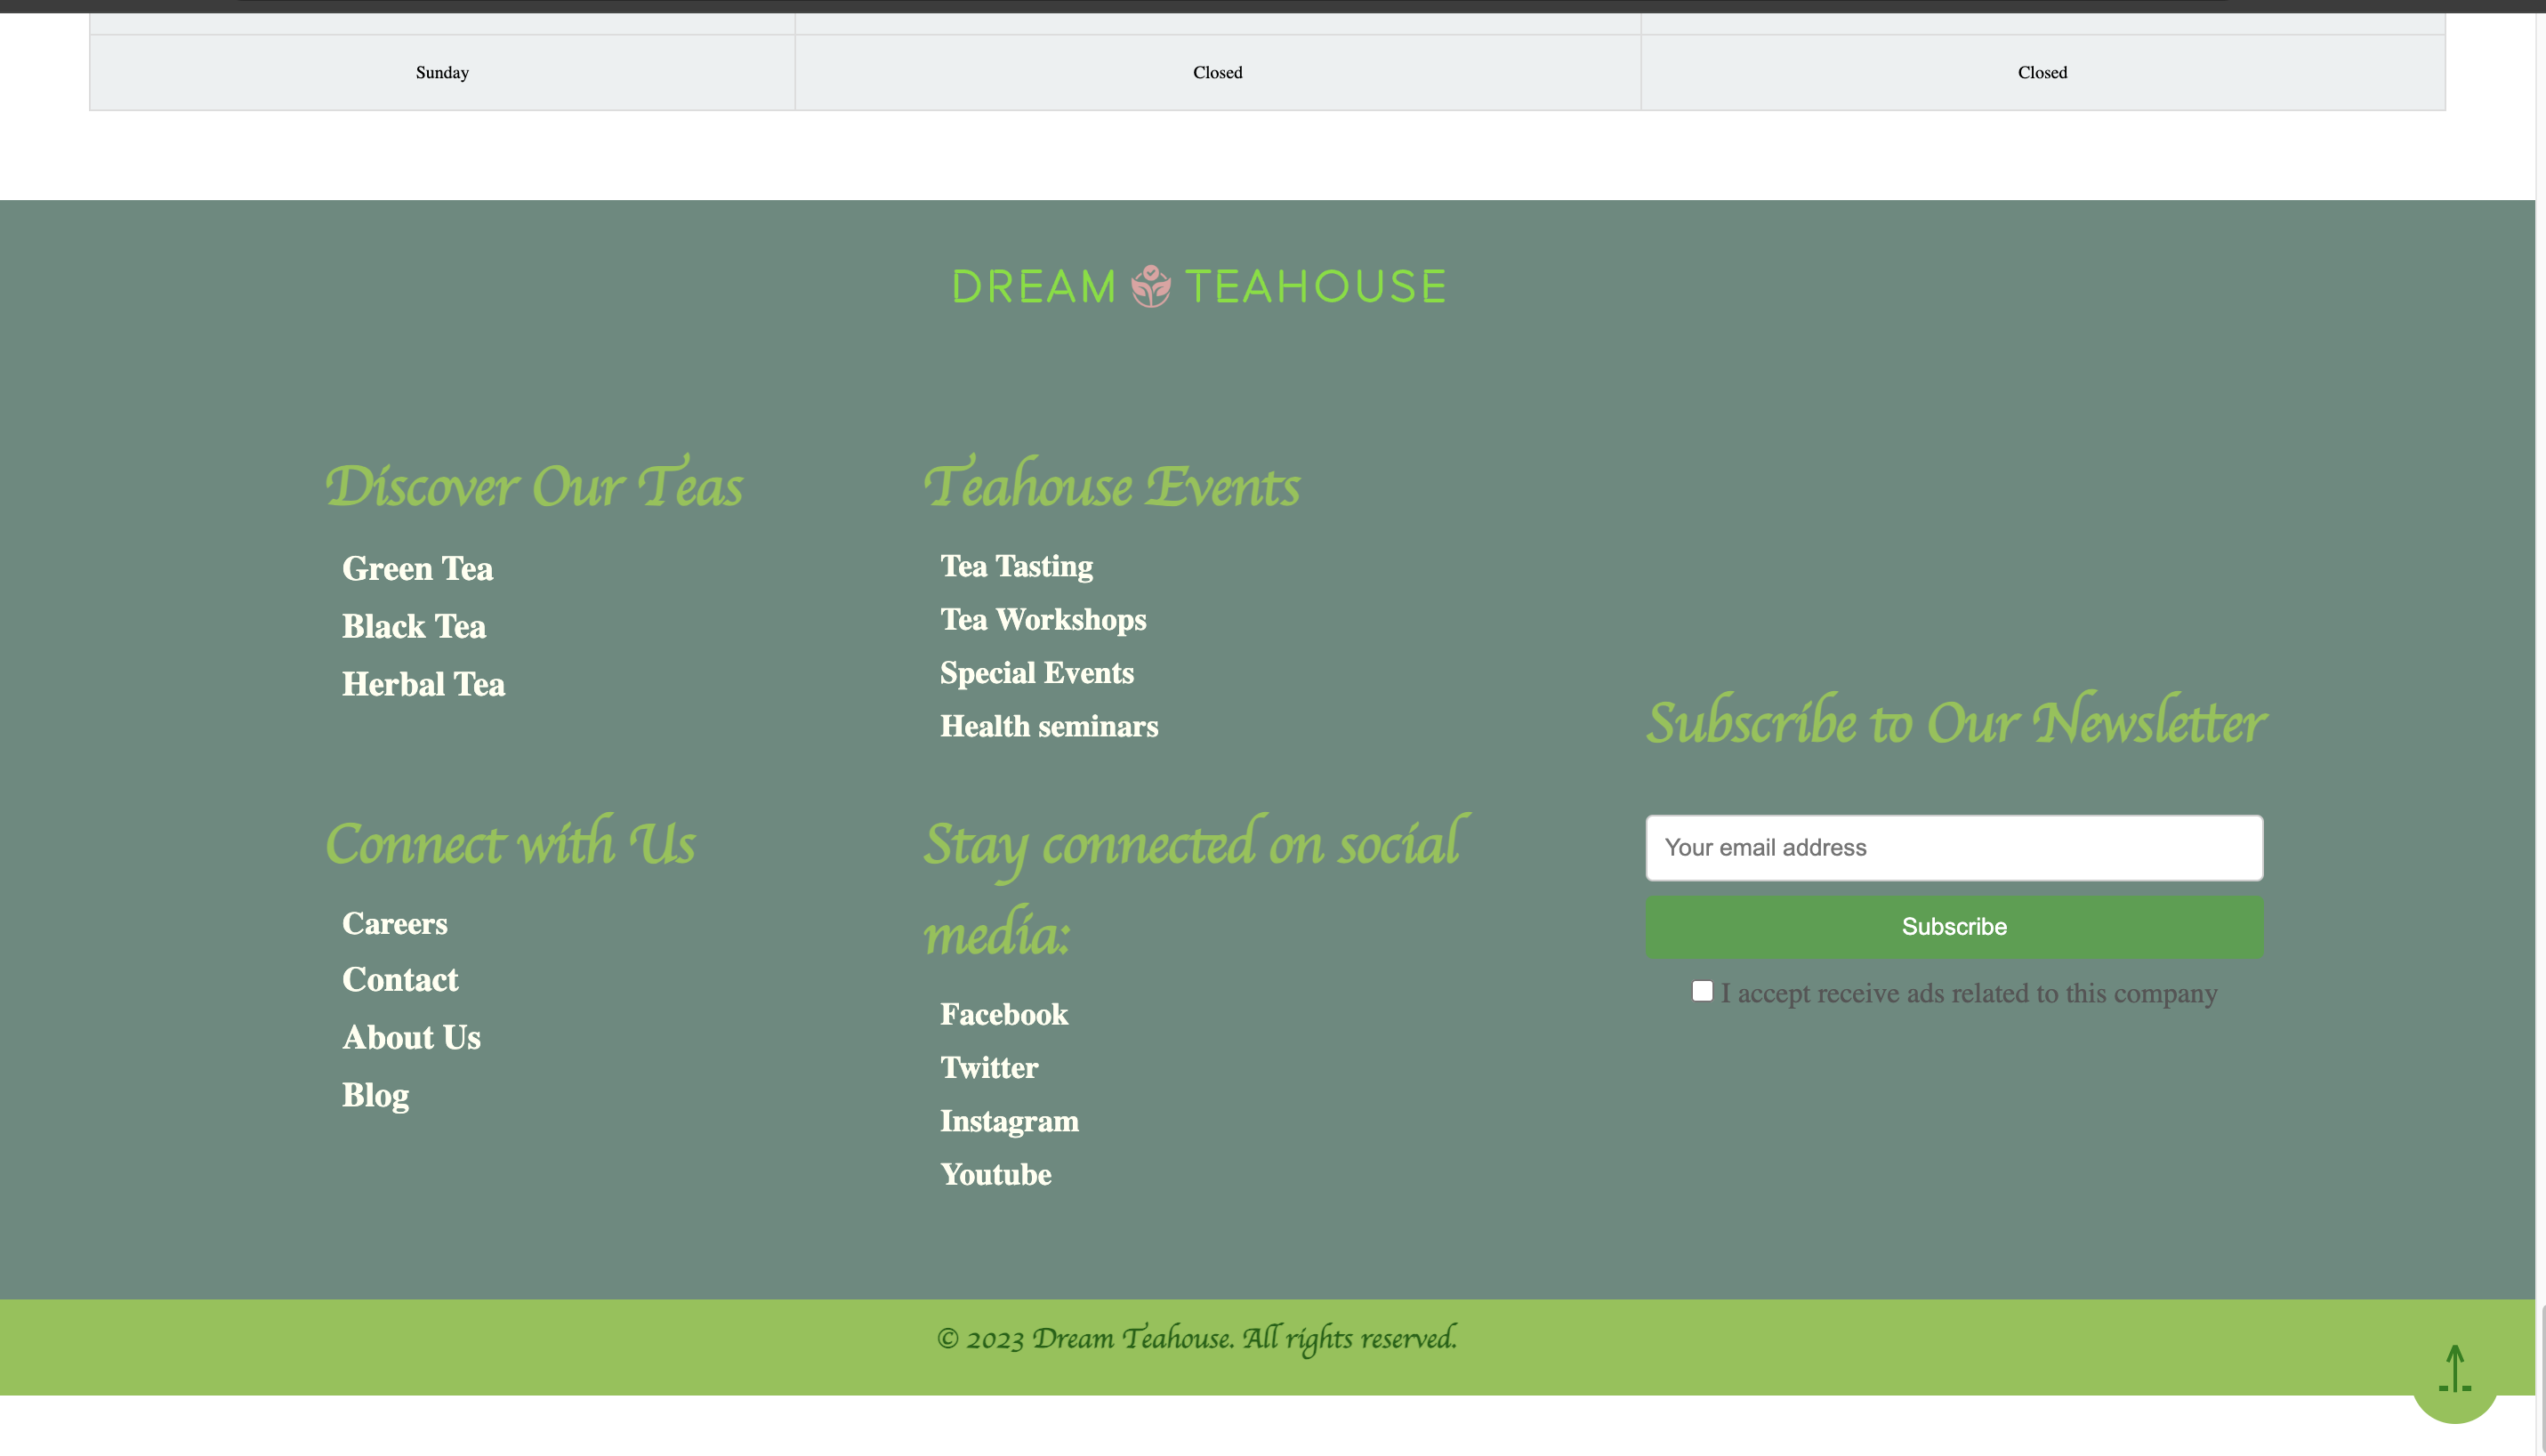 Sunday Closed Closed
DREAM TEAHOUSE
Discover Our Teas
Green Tea
Black Tea
Herbal Tea
Teahouse Events
Tea Tasting
Tea Workshops
Special Events
Health seminars
Connect with Us
Careers
Contact
About Us
Blog
Stay connected on social
media:
Facebook
Twitter
Instagram
Youtube
Subscribe to Our Newsletter
Your email address
Subscribe
I accept receive ads related to this company
© 2023 Dream Teahouse. All rights reserved.